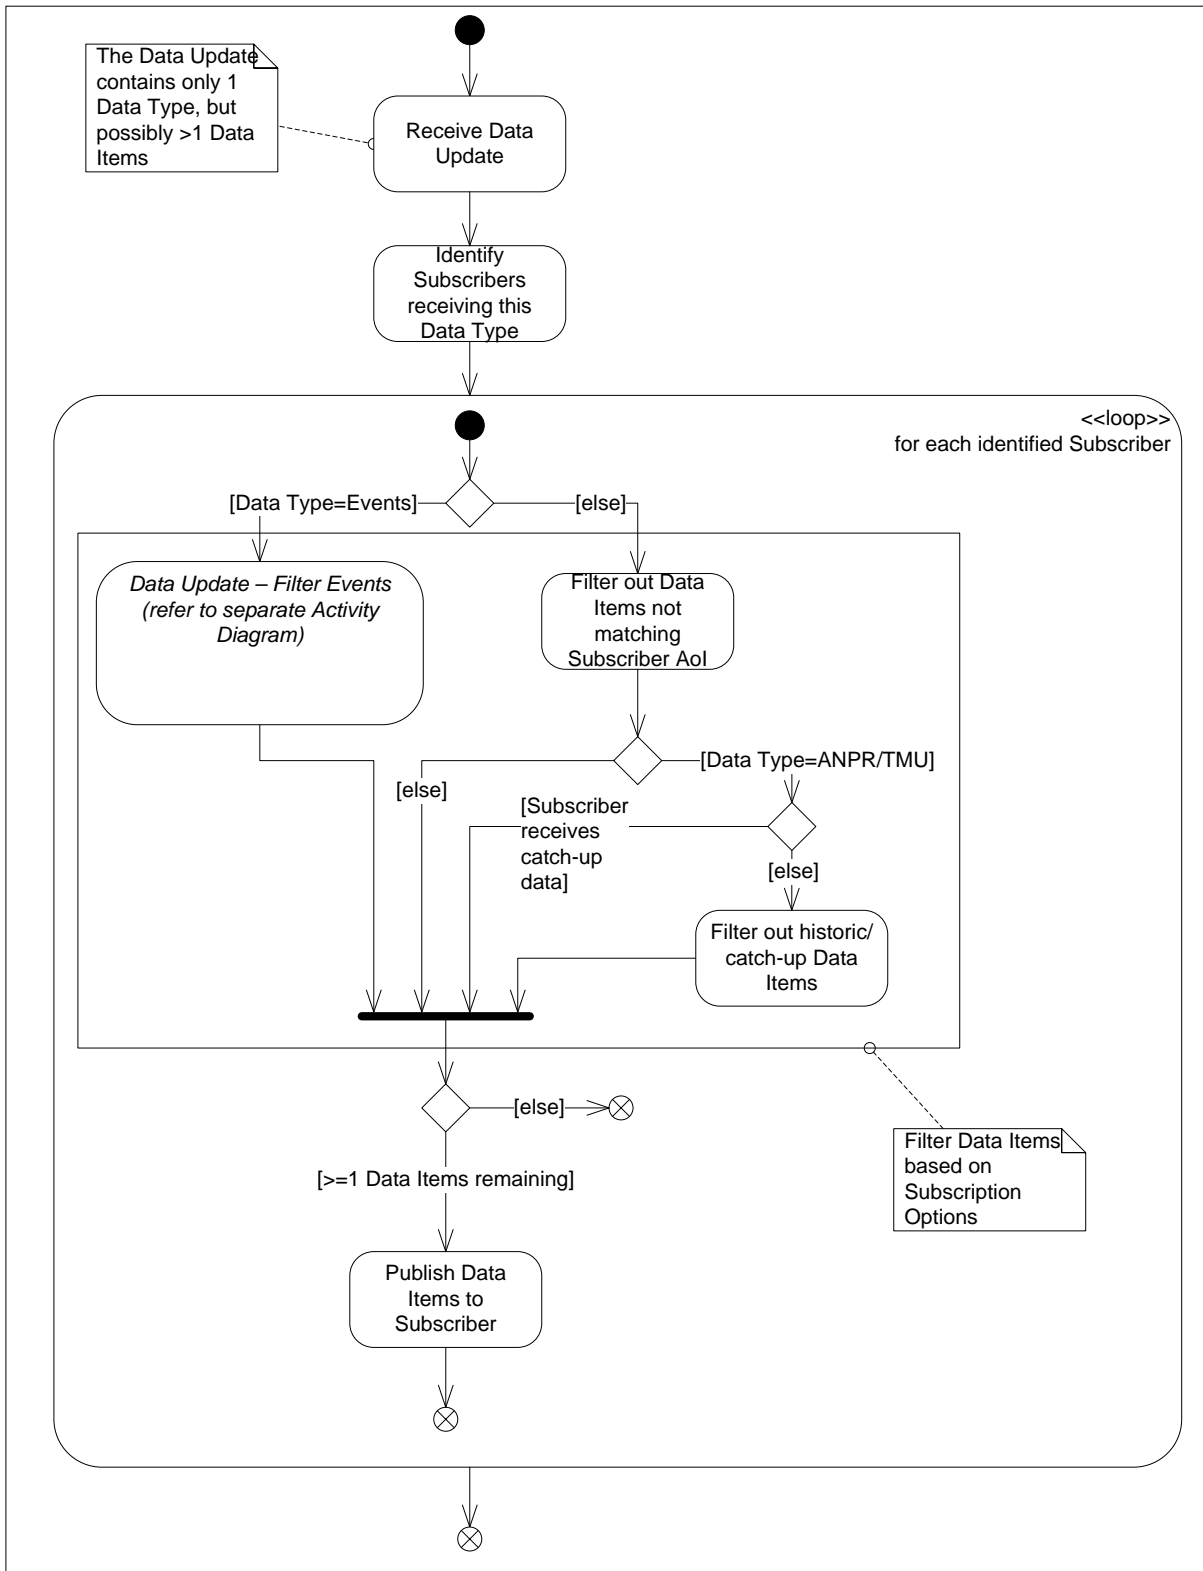 The Data Update
contains only 1
Data Type, but
possibly >1 Data
Items
Receive Data
Update
Identify
Subscribers
receiving this
Data Type
<<loop>>
for each identified Subscriber
[Data Type=Events]
[else]
Data Update – Filter Events
(refer to separate Activity
Diagram)
Filter out Data
Items not
matching
Subscriber AoI
[Data Type=ANPR/TMU]
[else]
[Subscriber
receives
catch-up
data]
[else]
Filter out historic/
catch-up Data
Items
[else]
Filter Data Items
based on
Subscription
Options
[>=1 Data Items remaining]
Publish Data
Items to
Subscriber